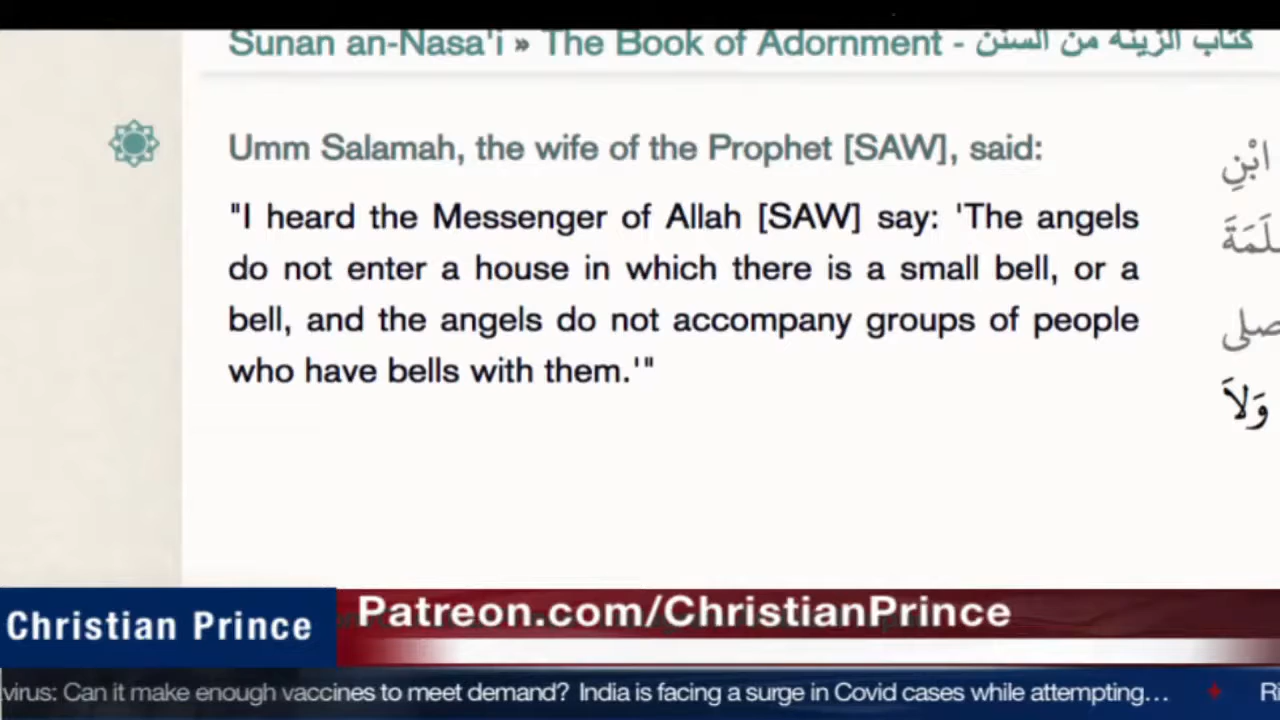 Sunan an-Nasa'i » The Book of Adornment - كتاب الزينة من السنن
Umm Salamah, the wife of the Prophet [SAW], said:
"I heard the Messenger of Allah [SAW] say: 'The angels
do not enter a house in which there is a small bell, or a
bell, and the angels do not accompany groups of people
who have bells with them.'"
ابْنِ
صلى
وَلاَ
Christian Prince
Patreon.com/ChristianPrince
virus: Can it make enough vaccines to meet demand? India is facing a surge in Covid cases while attempting...